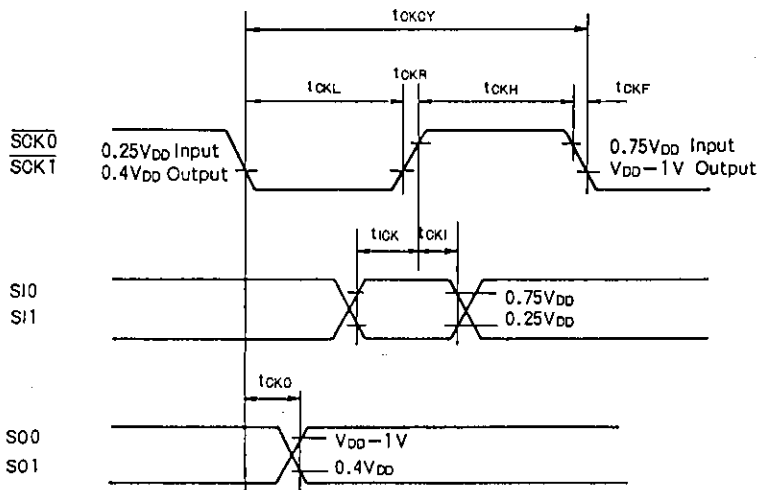 tCKCY
tCKL
tCKR
tCKH
tCKF
SCK0
SCK1
0.25VDD Input
0.4VDD Output
0.75VDD Input
VDD−1V Output
tICK
tCKI
SI0
SI1
0.75VDD
0.25VDD
tCKO
SO0
SO1
VDD−1V
0.4VDD